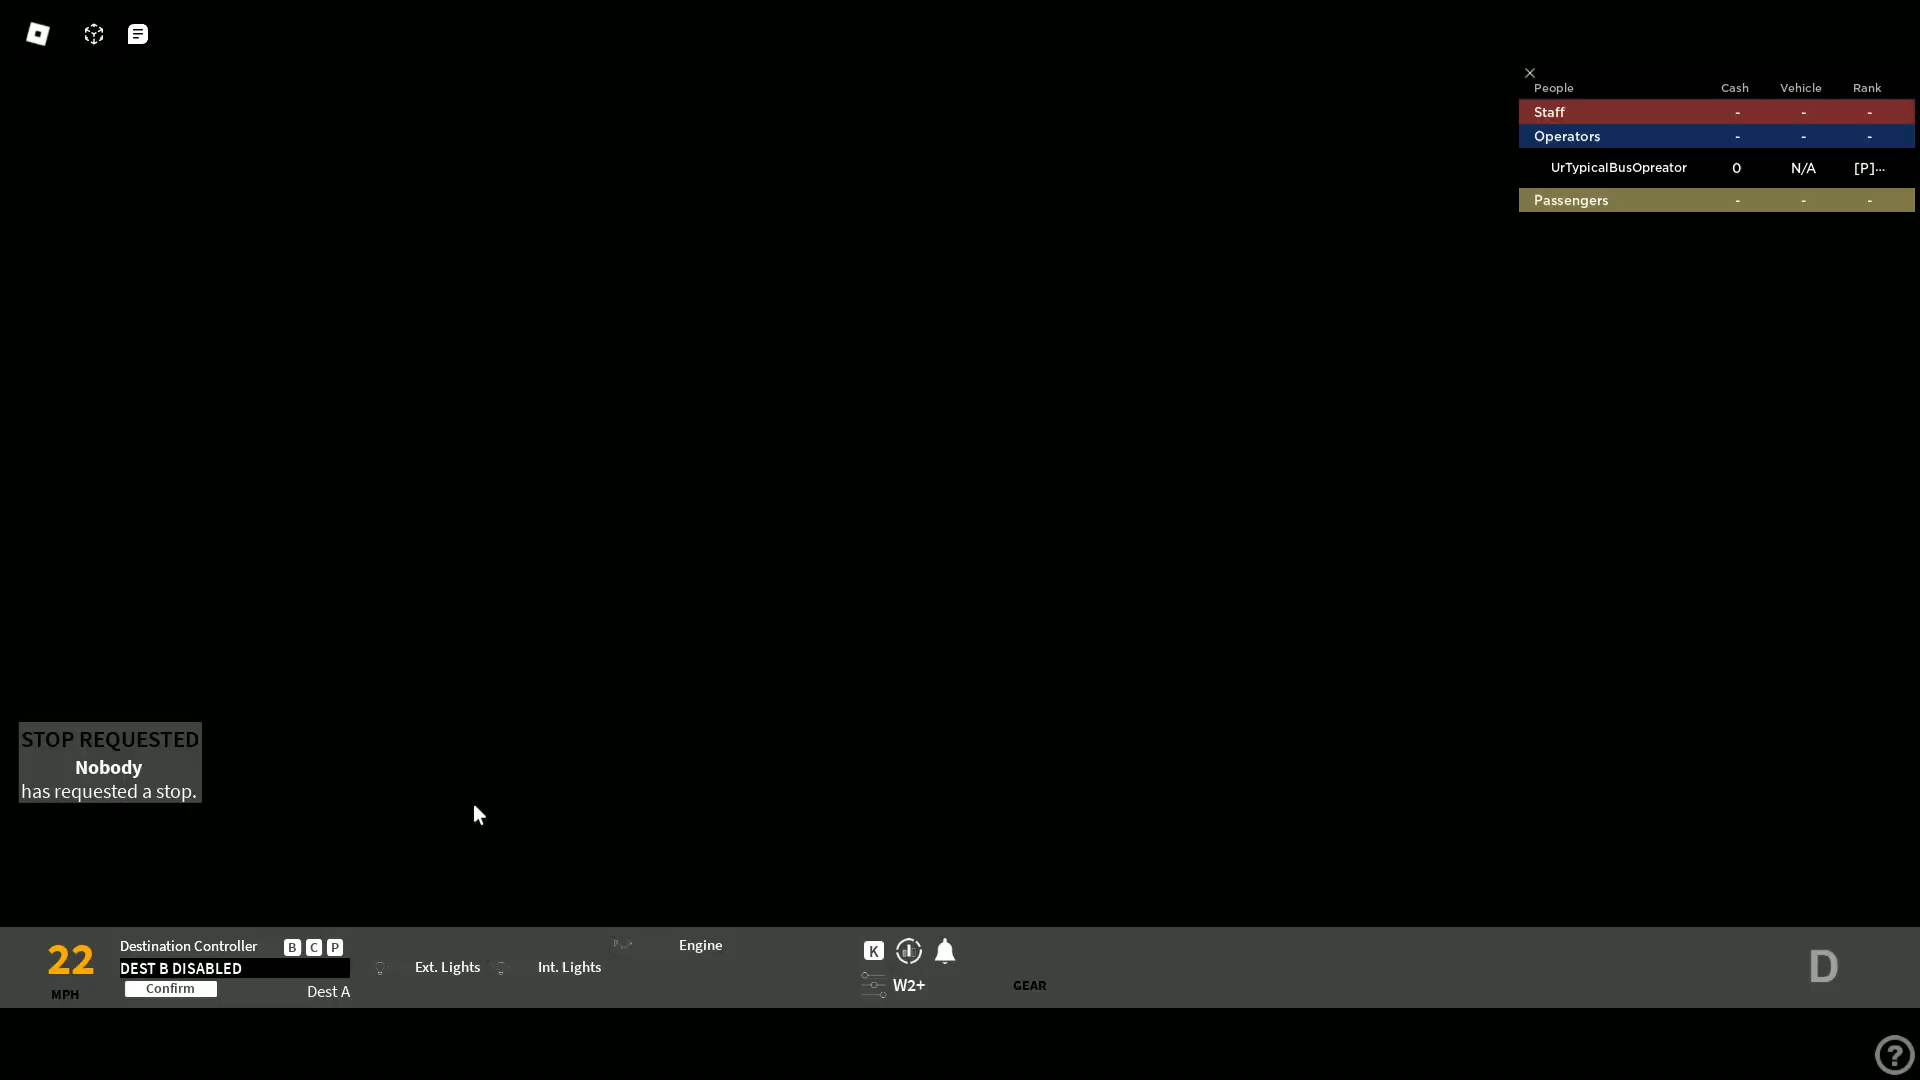 People Cash Vehicle Rank
Staff - - -
Operators - - -
UrTypicalBusOpreator 0 N/A [P]...
Passengers - - -
STOP REQUESTED
Nobody
has requested a stop.
22
MPH
Destination Controller B C P
DEST B DISABLED
Confirm
Dest A
Ext. Lights
Int. Lights
Engine
K
W2+
GEAR
D
?